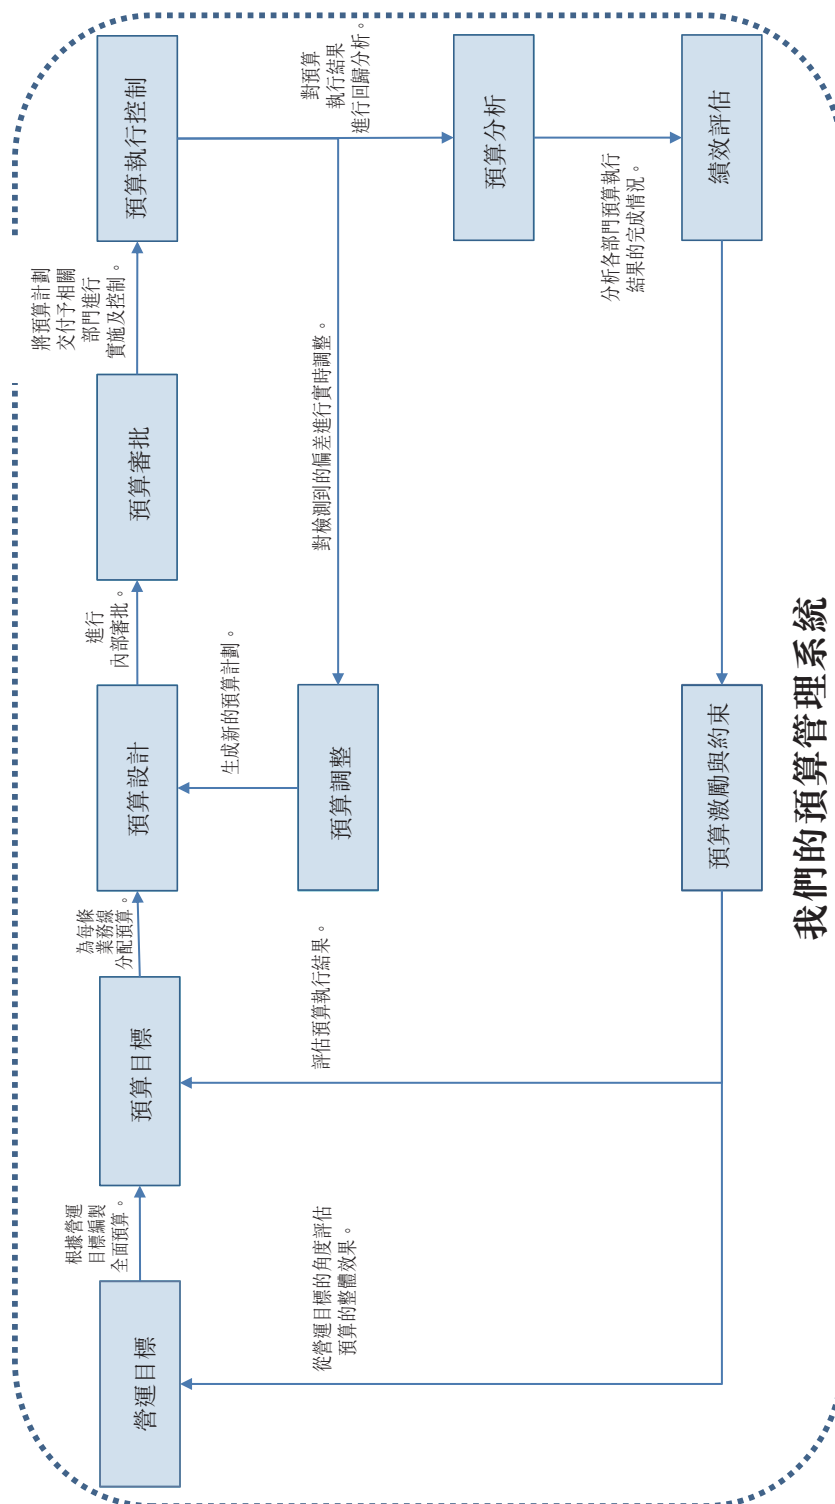 營運目標
根據營運
目標編製
全面預算。
預算目標
為每條
業務線
分配預算。
預算設計
進行
內部審批。
預算審批
將預算計劃
交付予相關
部門進行
實施及控制。
預算執行控制
生成新的預算計劃。
預算調整
對檢測到的偏差進行實時調整。
對預算
執行結果
進行回歸分析。
預算分析
分析各部門預算執行
結果的完成情況。
績效評估
從營運目標的角度評估
預算的整體效果。
評估預算執行結果。
預算激勵與約束
我們的預算管理系統